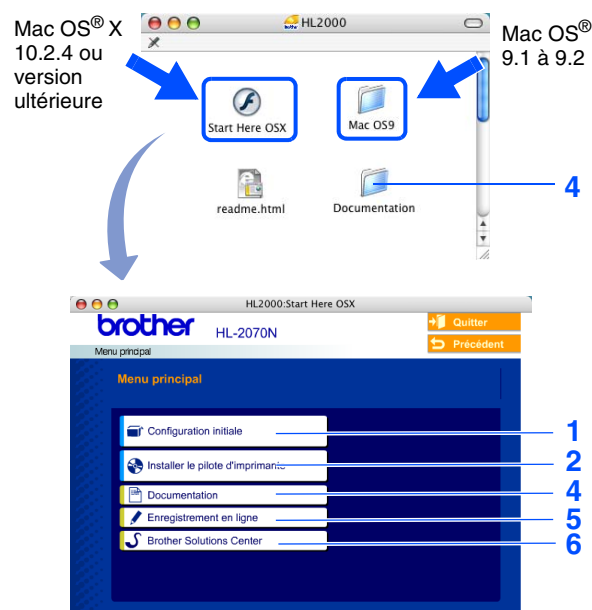 Mac OS® X
10.2.4 ou
version
ultérieure
HL2000
Mac OS®
9.1 à 9.2
Start Here OSX
Mac OS9
readme.html
Documentation
4
HL2000:Start Here OSX
brother
HL-2070N
Quitter
Précédent
Menu principal
Menu principal
Configuration initiale
1
Installer le pilote d'imprimante
2
Documentation
4
Enregistrement en ligne
5
Brother Solutions Center
6